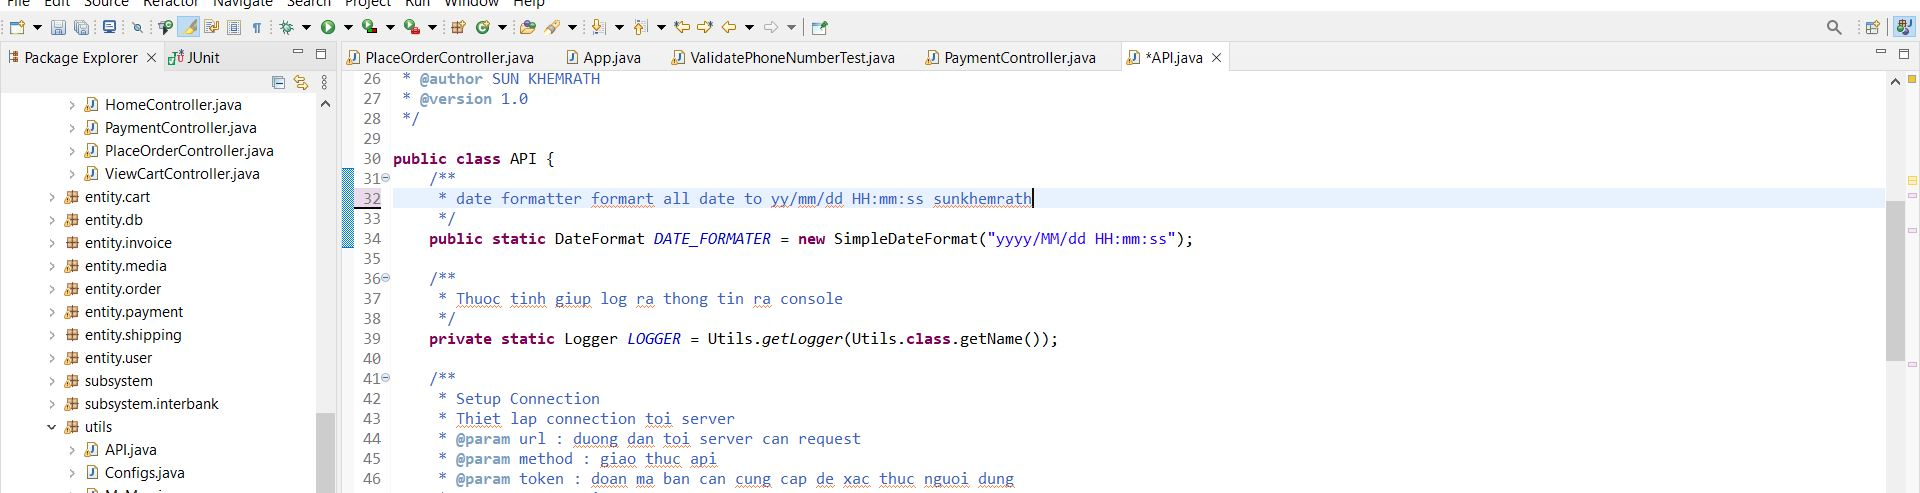 File Edit Source Refactor Navigate Search Project Run Window Help
Package Explorer
JUnit
HomeController.java
PaymentController.java
PlaceOrderController.java
ViewCartController.java
entity.cart
entity.db
entity.invoice
entity.media
entity.order
entity.payment
entity.shipping
entity.user
subsystem
subsystem.interbank
utils
API.java
Configs.java
PlaceOrderController.java App.java ValidatePhoneNumberTest.java PaymentController.java *API.java
26 * @author SUN KHEMRATH
27 * @version 1.0
28 */
29
30 public class API {
31 /**
32 * date formatter formart all date to yy/mm/dd HH:mm:ss sunkhemrath
33 */
34 public static DateFormat DATE_FORMATER = new SimpleDateFormat("yyyy/MM/dd HH:mm:ss");
35
36 /**
37 * Thuoc tinh giup log ra thong tin ra console
38 */
39 private static Logger LOGGER = Utils.getLogger(Utils.class.getName());
40
41 /**
42 * Setup Connection
43 * Thiet lap connection toi server
44 * @param url : duong dan toi server can request
45 * @param method : giao thuc api
46 * @param token : doan ma ban can cung cap de xac thuc nguoi dung